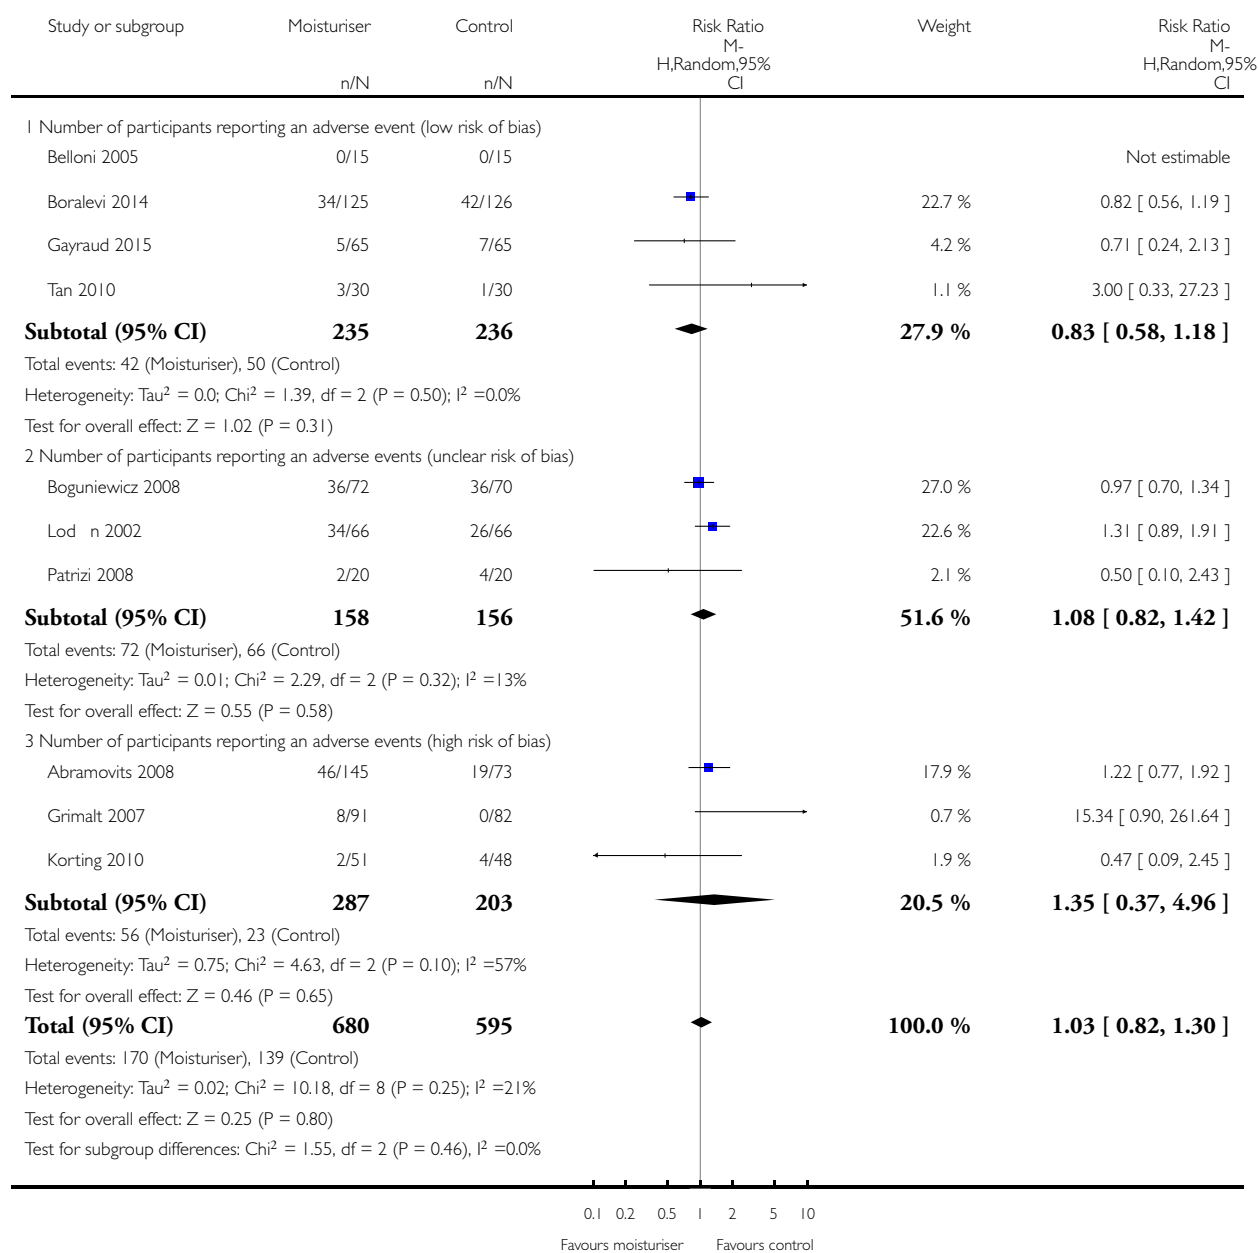 Study or subgroup Moisturiser Control Risk Ratio Weight Risk Ratio
M- M-
H,Random,95% H,Random,95%
n/N n/N CI CI
1 Number of participants reporting an adverse event (low risk of bias)
Belloni 2005 0/15 0/15 Not estimable
Boralevi 2014 34/125 42/126 22.7 % 0.82 [ 0.56, 1.19 ]
Gayraud 2015 5/65 7/65 4.2 % 0.71 [ 0.24, 2.13 ]
Tan 2010 3/30 1/30 1.1 % 3.00 [ 0.33, 27.23 ]
Subtotal (95% CI) 235 236 27.9 % 0.83 [ 0.58, 1.18 ]
Total events: 42 (Moisturiser), 50 (Control)
Heterogeneity: Tau² = 0.0; Chi² = 1.39, df = 2 (P = 0.50); I² =0.0%
Test for overall effect: Z = 1.02 (P = 0.31)
2 Number of participants reporting an adverse events (unclear risk of bias)
Boguniewicz 2008 36/72 36/70 27.0 % 0.97 [ 0.70, 1.34 ]
Lod n 2002 34/66 26/66 22.6 % 1.31 [ 0.89, 1.91 ]
Patrizi 2008 2/20 4/20 2.1 % 0.50 [ 0.10, 2.43 ]
Subtotal (95% CI) 158 156 51.6 % 1.08 [ 0.82, 1.42 ]
Total events: 72 (Moisturiser), 66 (Control)
Heterogeneity: Tau² = 0.01; Chi² = 2.29, df = 2 (P = 0.32); I² =13%
Test for overall effect: Z = 0.55 (P = 0.58)
3 Number of participants reporting an adverse events (high risk of bias)
Abramovits 2008 46/145 19/73 17.9 % 1.22 [ 0.77, 1.92 ]
Grimalt 2007 8/91 0/82 0.7 % 15.34 [ 0.90, 261.64 ]
Korting 2010 2/51 4/48 1.9 % 0.47 [ 0.09, 2.45 ]
Subtotal (95% CI) 287 203 20.5 % 1.35 [ 0.37, 4.96 ]
Total events: 56 (Moisturiser), 23 (Control)
Heterogeneity: Tau² = 0.75; Chi² = 4.63, df = 2 (P = 0.10); I² =57%
Test for overall effect: Z = 0.46 (P = 0.65)
Total (95% CI) 680 595 100.0 % 1.03 [ 0.82, 1.30 ]
Total events: 170 (Moisturiser), 139 (Control)
Heterogeneity: Tau² = 0.02; Chi² = 10.18, df = 8 (P = 0.25); I² =21%
Test for overall effect: Z = 0.25 (P = 0.80)
Test for subgroup differences: Chi² = 1.55, df = 2 (P = 0.46), I² =0.0%
0.1 0.2 0.5 1 2 5 10
Favours moisturiser Favours control